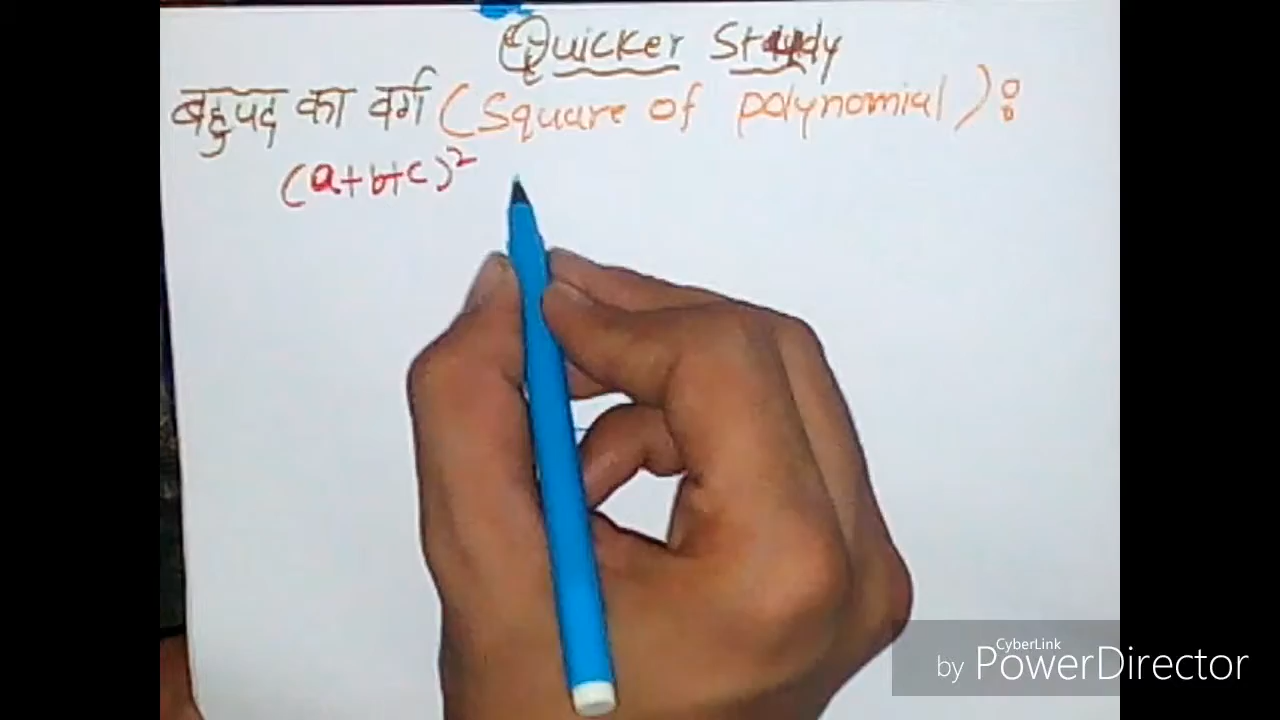 Quicker Study
बहुपद का वर्ग (Square of polynomial):
(a+b+c)²
CyberLink
by PowerDirector